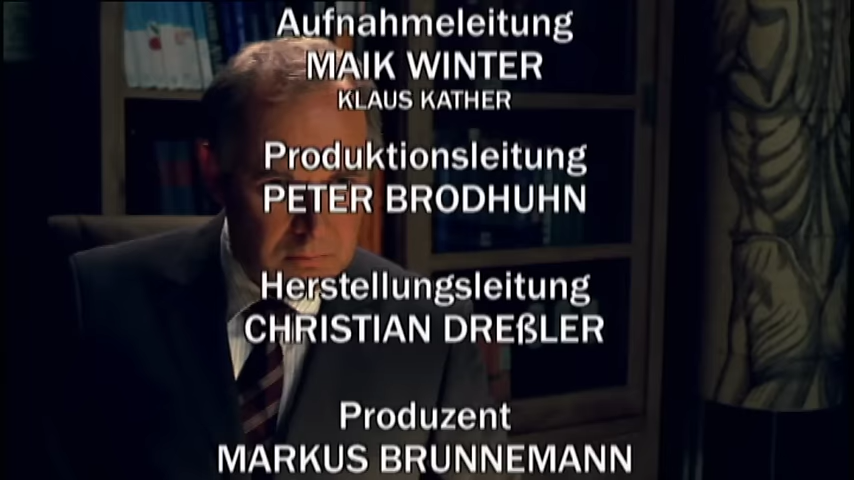 Aufnahmeleitung
MAIK WINTER
KLAUS KATHER
Produktionsleitung
PETER BRODHUHN
Herstellungsleitung
CHRISTIAN DREßLER
Produzent
MARKUS BRUNNEMANN